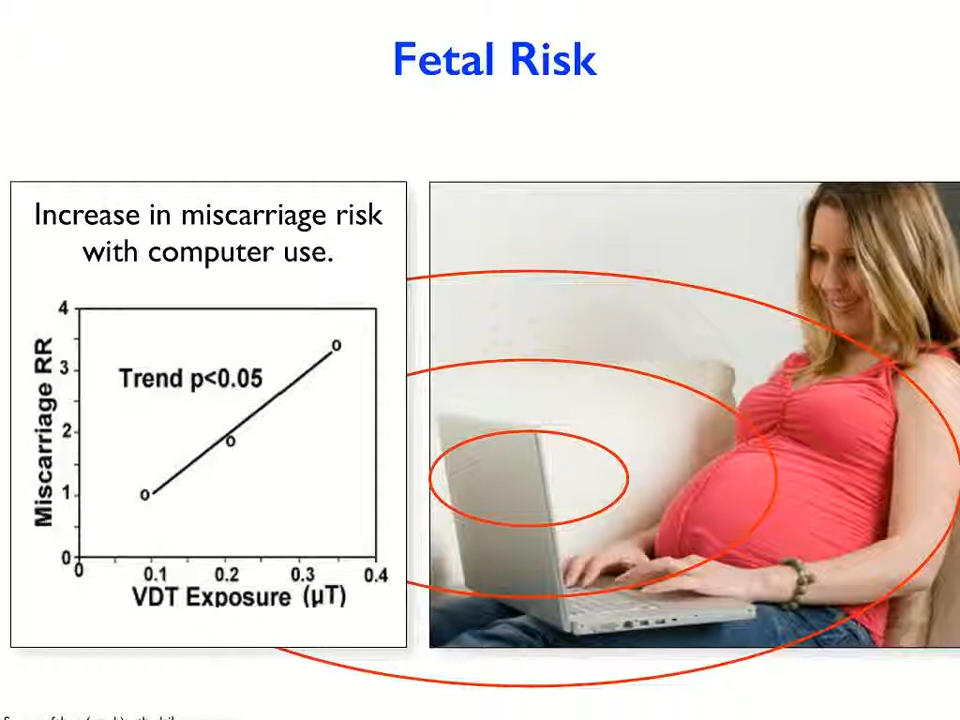 Fetal Risk
Increase in miscarriage risk
with computer use.
4
3
2
1
0
Miscarriage RR
Trend p<0.05
0 0.1 0.2 0.3 0.4
VDT Exposure (µT)